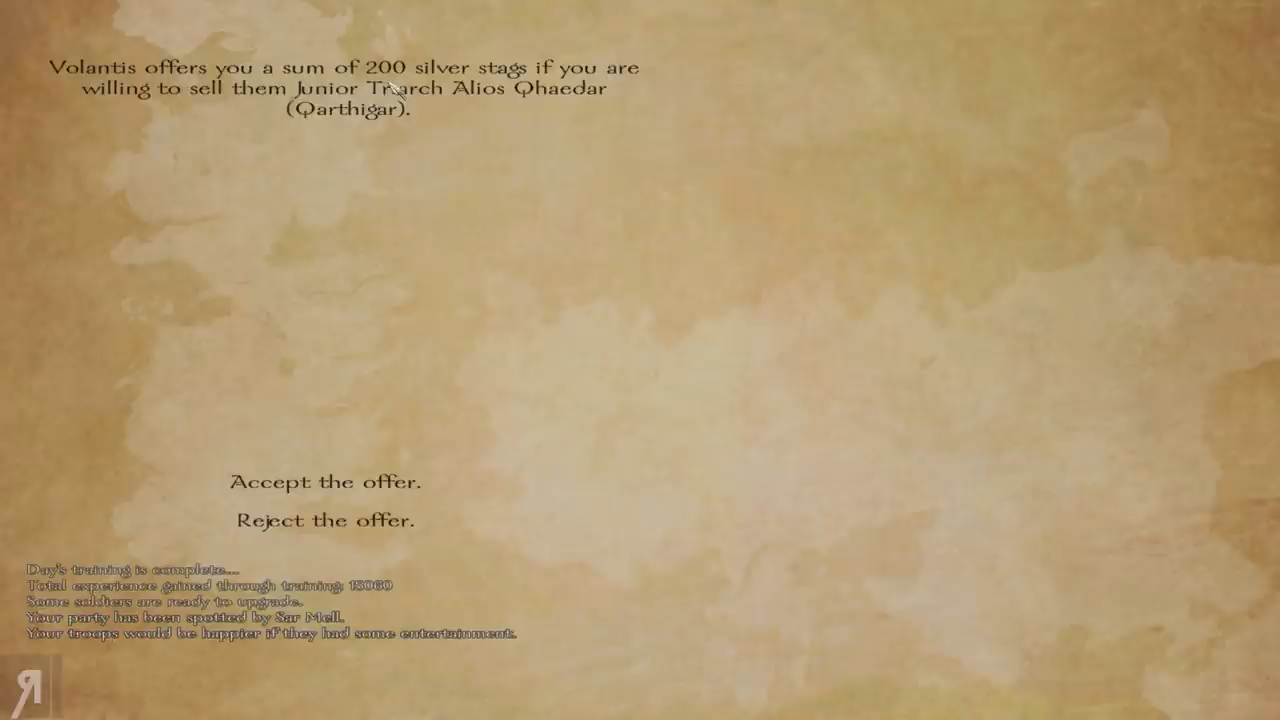 Volantis offers you a sum of 200 silver stags if you are
willing to sell them Junior Triarch Alios Qhaedar
(Qarthigar).
Accept the offer.
Reject the offer.
Day's training is complete....
Total experience gained through training: 15060
Some soldiers are ready to upgrade.
Your party has been spotted by Sar Mell.
Your troops would be happier if they had some entertainment.